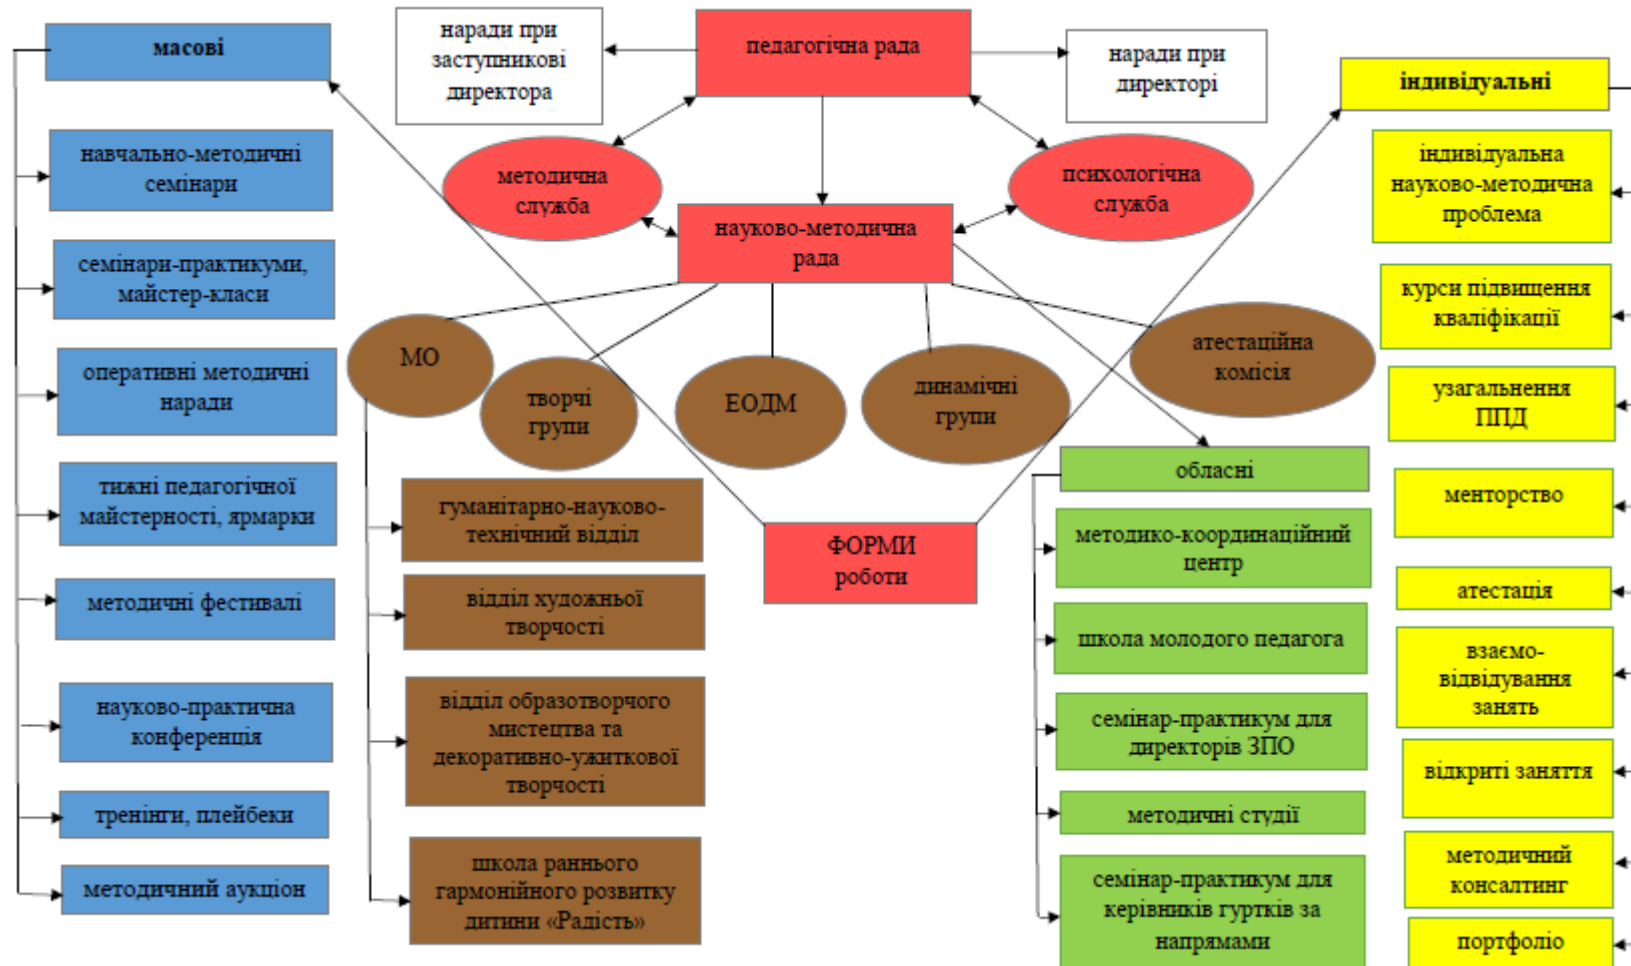 масові
навчально-методичні
семінари
семінари-практикуми,
майстер-класи
оперативні методичні
наради
тижні педагогічної
майстерності, ярмарки
методичні фестивалі
науково-практична
конференція
тренінги, плейбеки
методичний аукціон
наради при
заступникові
директора
педагогічна рада
наради при
директорі
методична
служба
психологічна
служба
науково-методична
рада
МО
творчі
групи
ЕОДМ
динамічні
групи
атестаційна
комісія
гуманітарно-науково-
технічний відділ
відділ художньої
творчості
відділ образотворчого
мистецтва та
декоративно-ужиткової
творчості
школа раннього
гармонійного розвитку
дитини «Радість»
ФОРМИ
роботи
обласні
методико-координаційний
центр
школа молодого педагога
семінар-практикум для
директорів ЗПО
методичні студії
семінар-практикум для
керівників гуртків за
напрямами
індивідуальні
індивідуальна
науково-методична
проблема
курси підвищення
кваліфікації
узагальнення
ППД
менторство
атестація
взаємо-
відвідування
занять
відкриті заняття
методичний
консалтинг
портфоліо